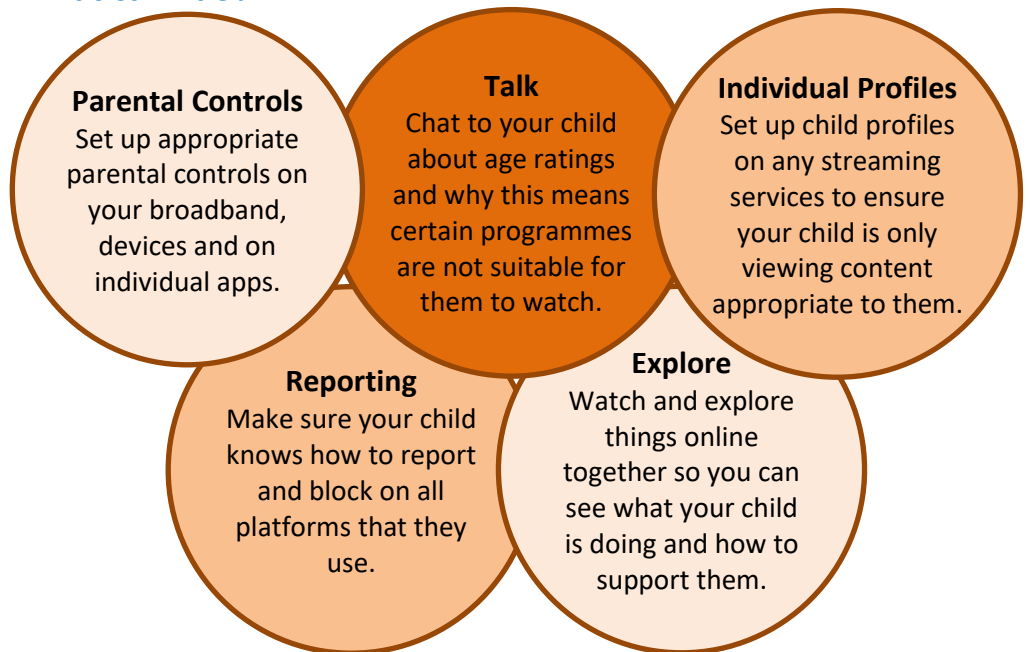 Parental Controls
Set up appropriate
parental controls on
your broadband,
devices and on
individual apps.
Talk
Chat to your child
about age ratings
and why this means
certain programmes
are not suitable for
them to watch.
Individual Profiles
Set up child profiles
on any streaming
services to ensure
your child is only
viewing content
appropriate to them.
Reporting
Make sure your child
knows how to report
and block on all
platforms that they
use.
Explore
Watch and explore
things online
together so you can
see what your child
is doing and how to
support them.